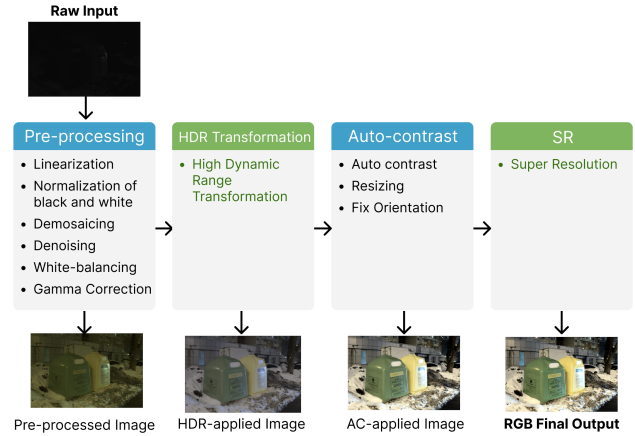 Raw Input
Pre-processing
• Linearization
• Normalization of
black and white
• Demosaicing
• Denoising
• White-balancing
• Gamma Correction
HDR Transformation
• High Dynamic
Range
Transformation
Auto-contrast
• Auto contrast
• Resizing
• Fix Orientation
SR
• Super Resolution
Pre-processed Image
HDR-applied Image
AC-applied Image
RGB Final Output